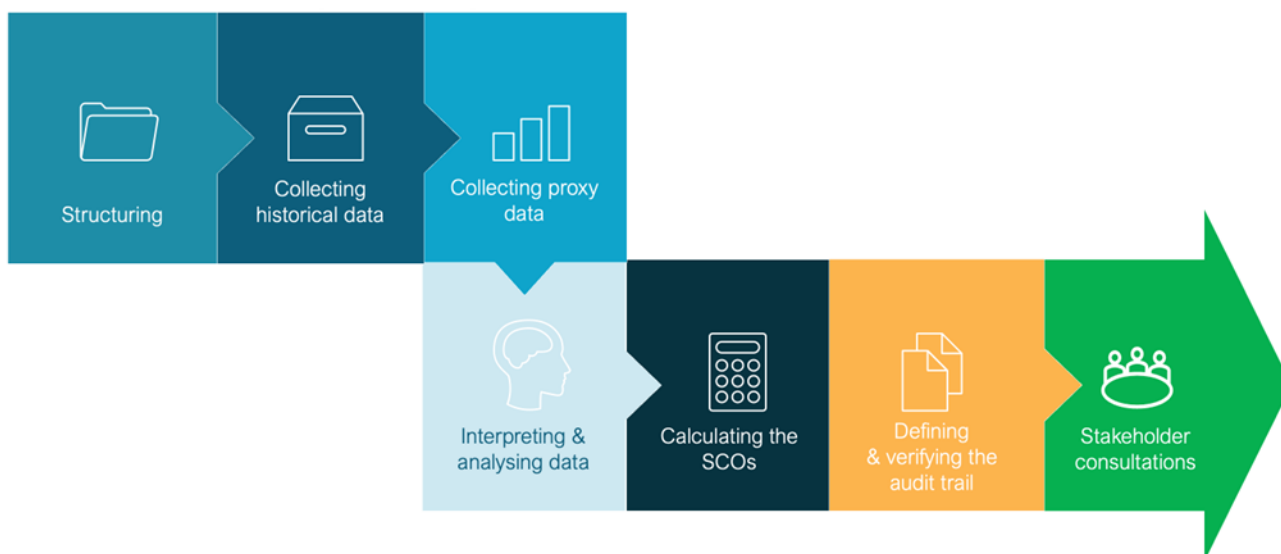 Structuring
Collecting
historical data
Collecting proxy
data
Interpreting &
analysing data
Calculating the
SCOs
Defining
& verifying the
audit trail
Stakeholder
consultations